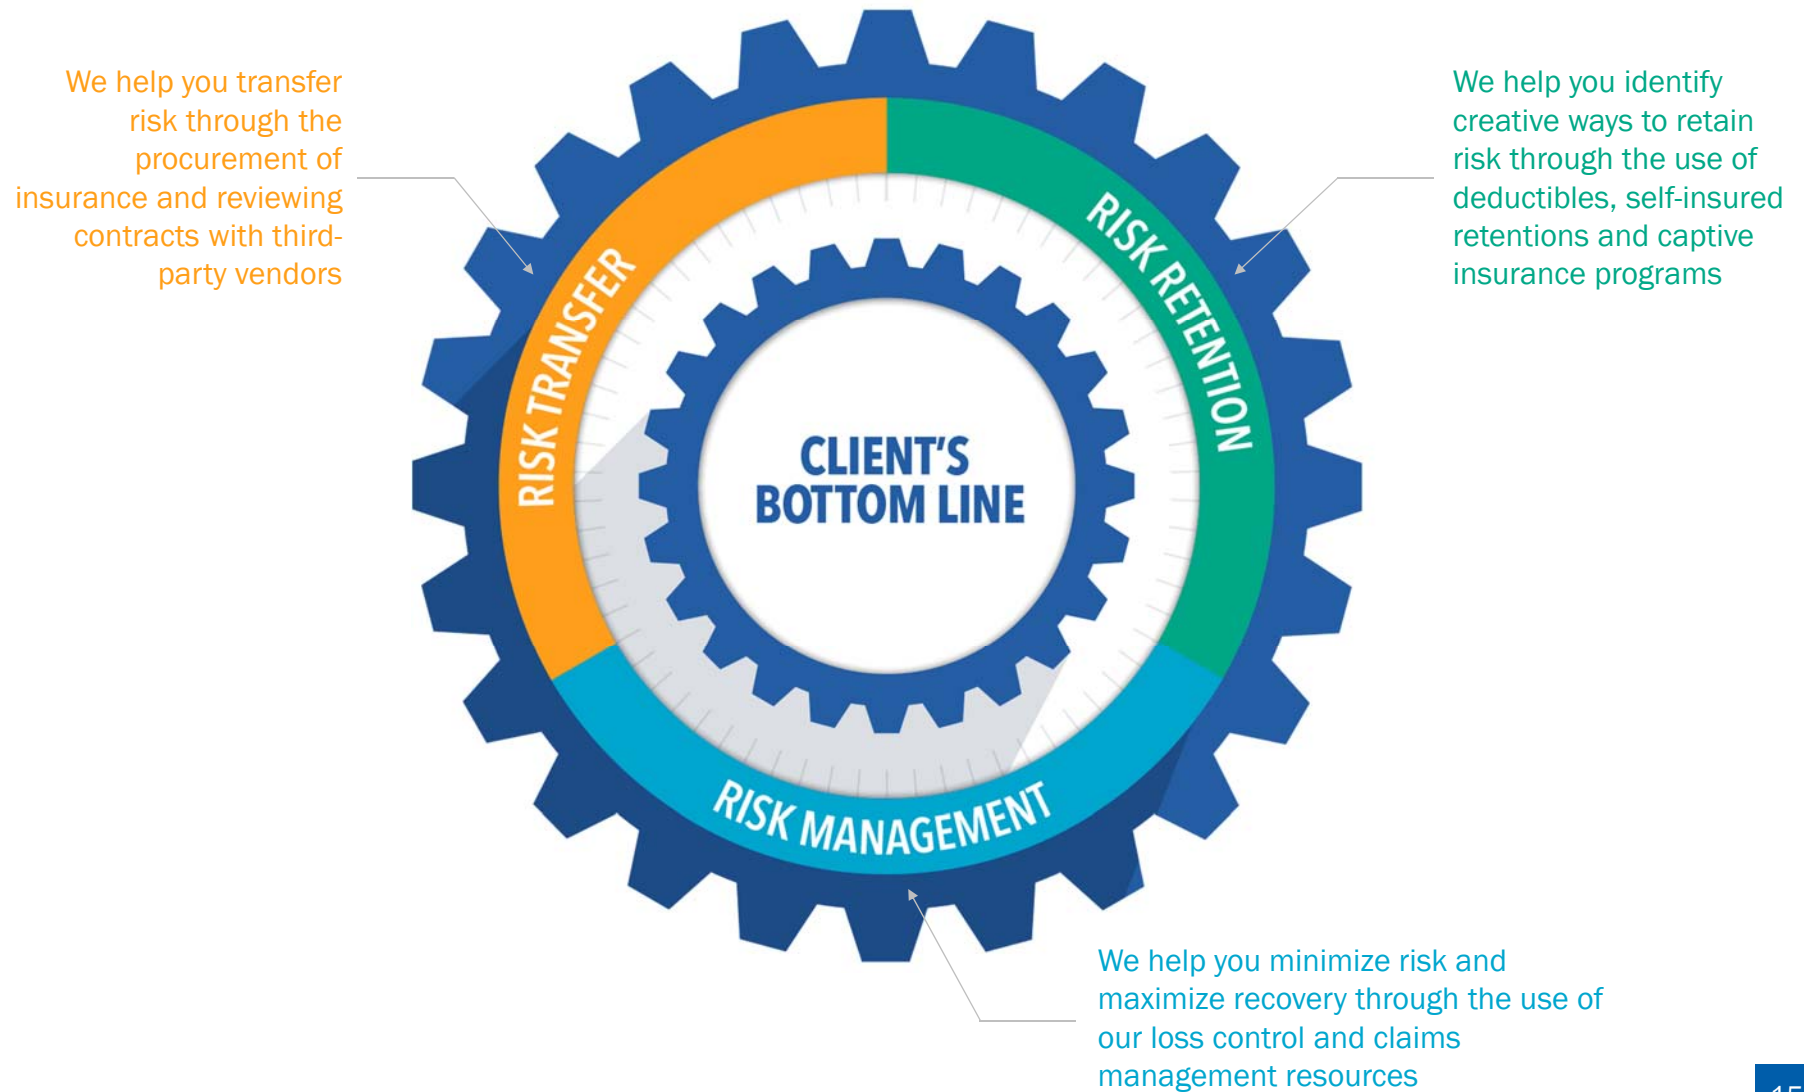 We help you transfer
risk through the
procurement of
insurance and reviewing
contracts with third-
party vendors
We help you identify
creative ways to retain
risk through the use of
deductibles, self-insured
retentions and captive
insurance programs
RISK TRANSFER
RISK RETENTION
CLIENT'S
BOTTOM LINE
RISK MANAGEMENT
We help you minimize risk and
maximize recovery through the use of
our loss control and claims
management resources
15